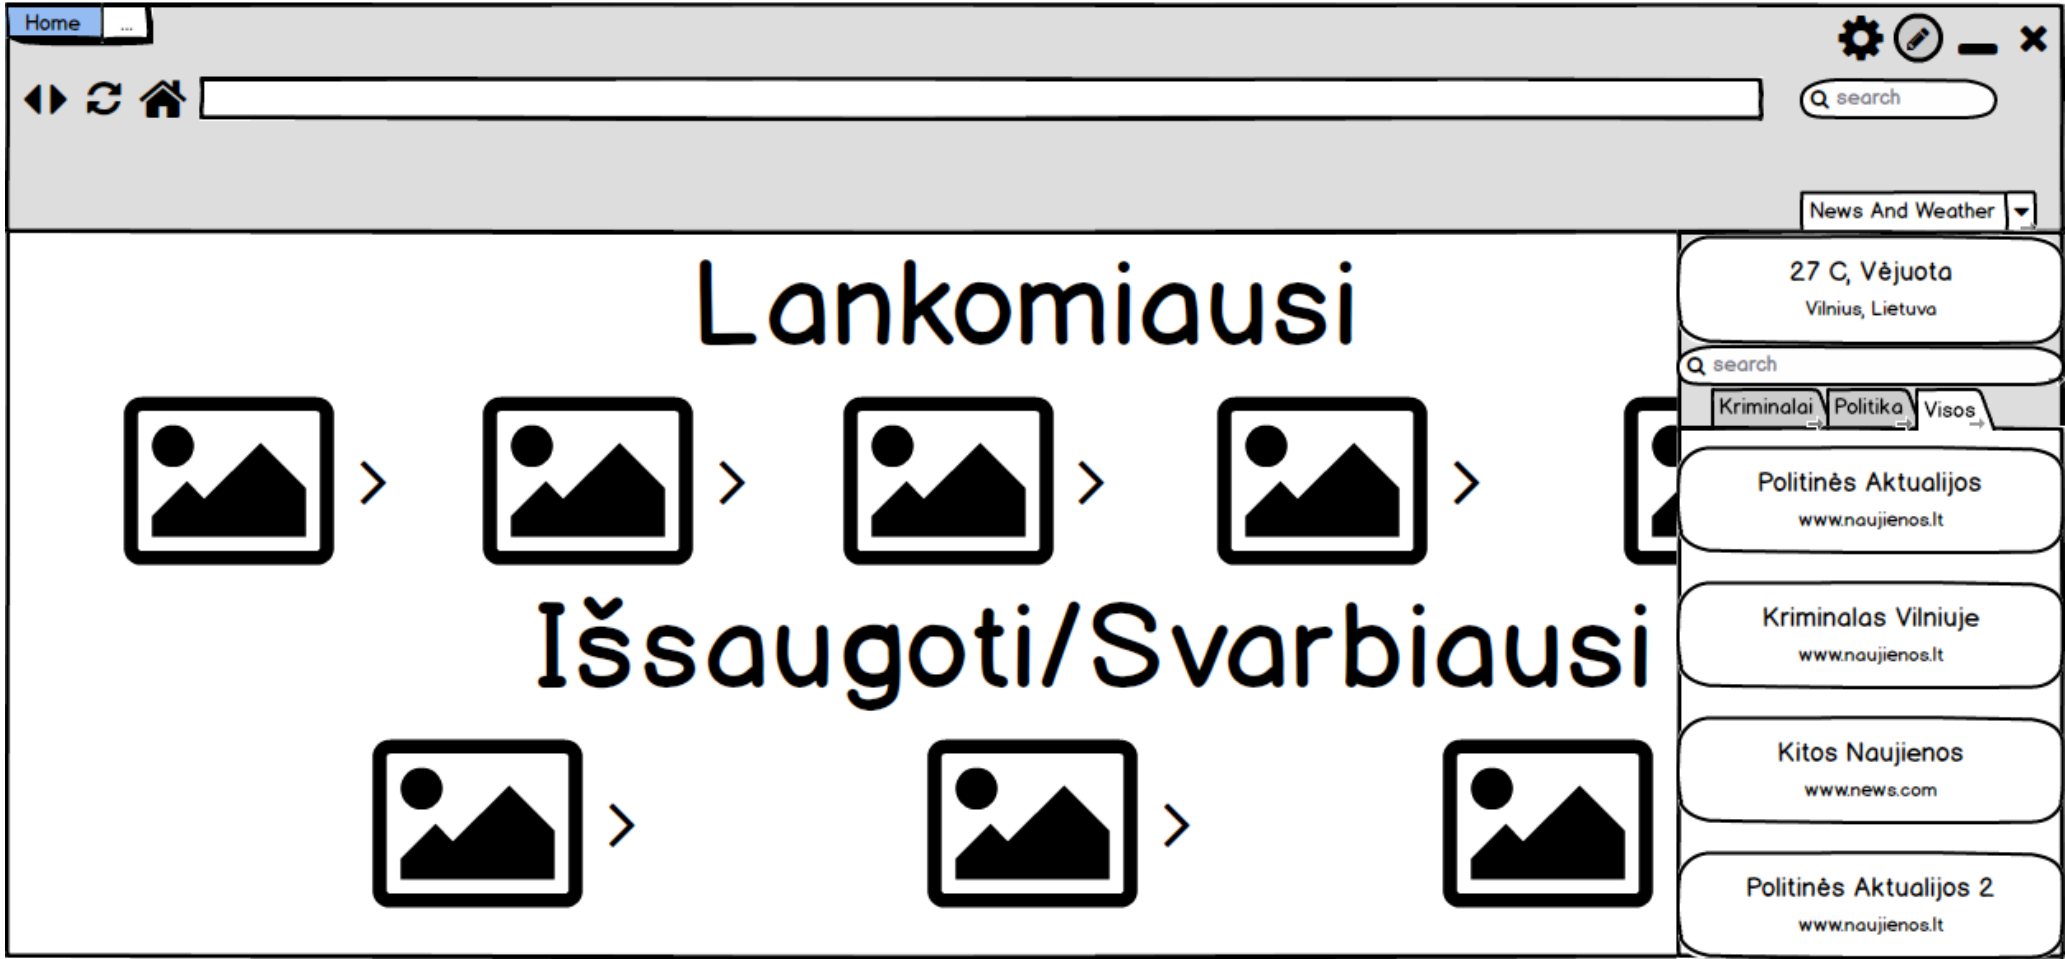 Home
...
search
News And Weather
Lankomiausi
Išsaugoti/Svarbiausi
27 C, Vėjuota
Vilnius, Lietuva
search
Kriminalai Politika Visos
Politinės Aktualijos
www.naujienos.lt
Kriminalas Vilniuje
www.naujienos.lt
Kitos Naujienos
www.news.com
Politinės Aktualijos 2
www.naujienos.lt